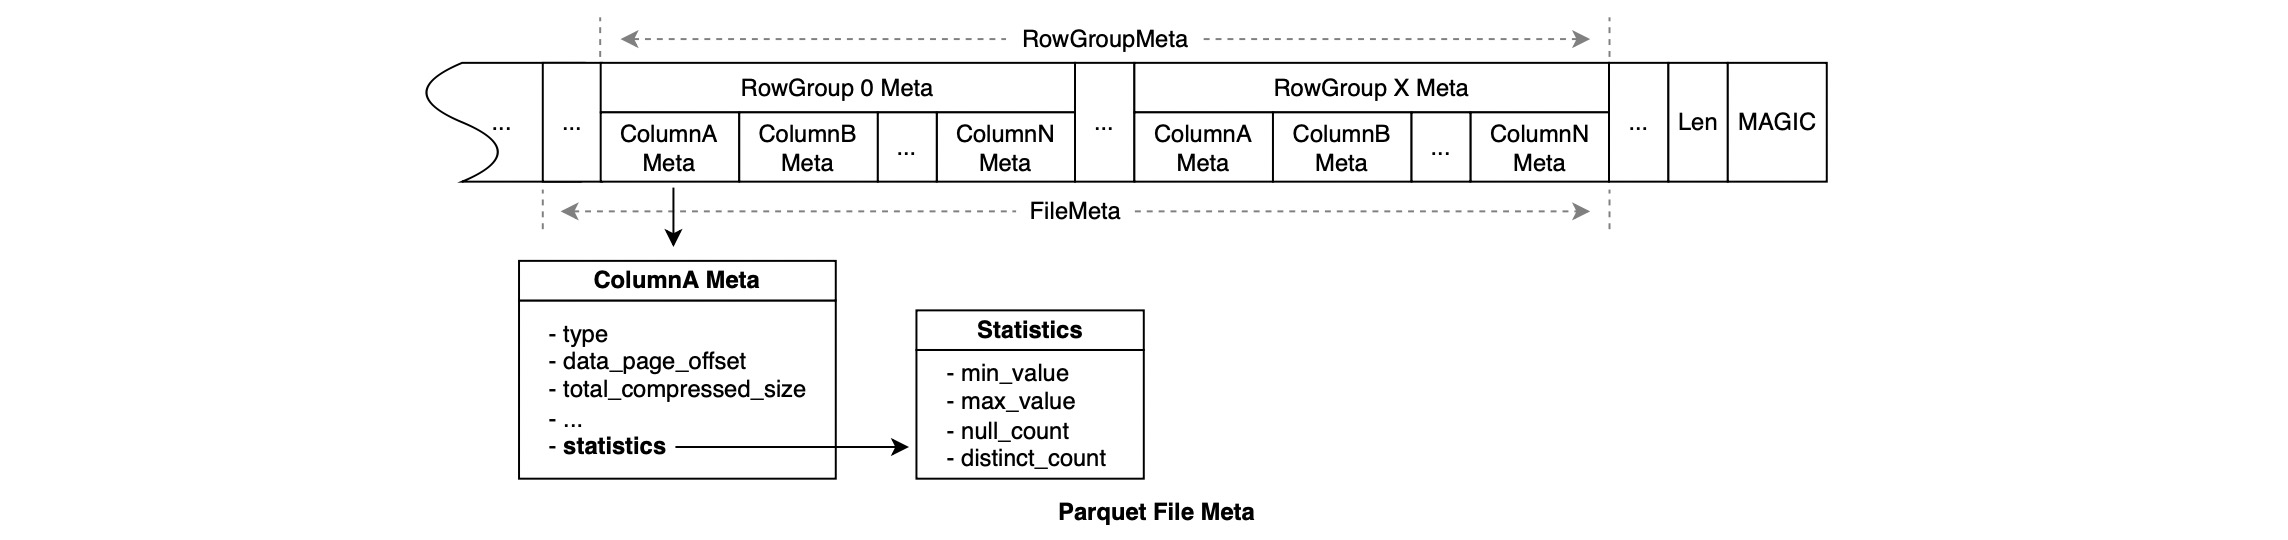 RowGroupMeta
RowGroup 0 Meta
RowGroup X Meta
...
...
ColumnA
Meta
ColumnB
Meta
...
ColumnN
Meta
...
ColumnA
Meta
ColumnB
Meta
...
ColumnN
Meta
...
Len
MAGIC
FileMeta
ColumnA Meta
- type
- data_page_offset
- total_compressed_size
- ...
- statistics
Statistics
- min_value
- max_value
- null_count
- distinct_count
Parquet File Meta